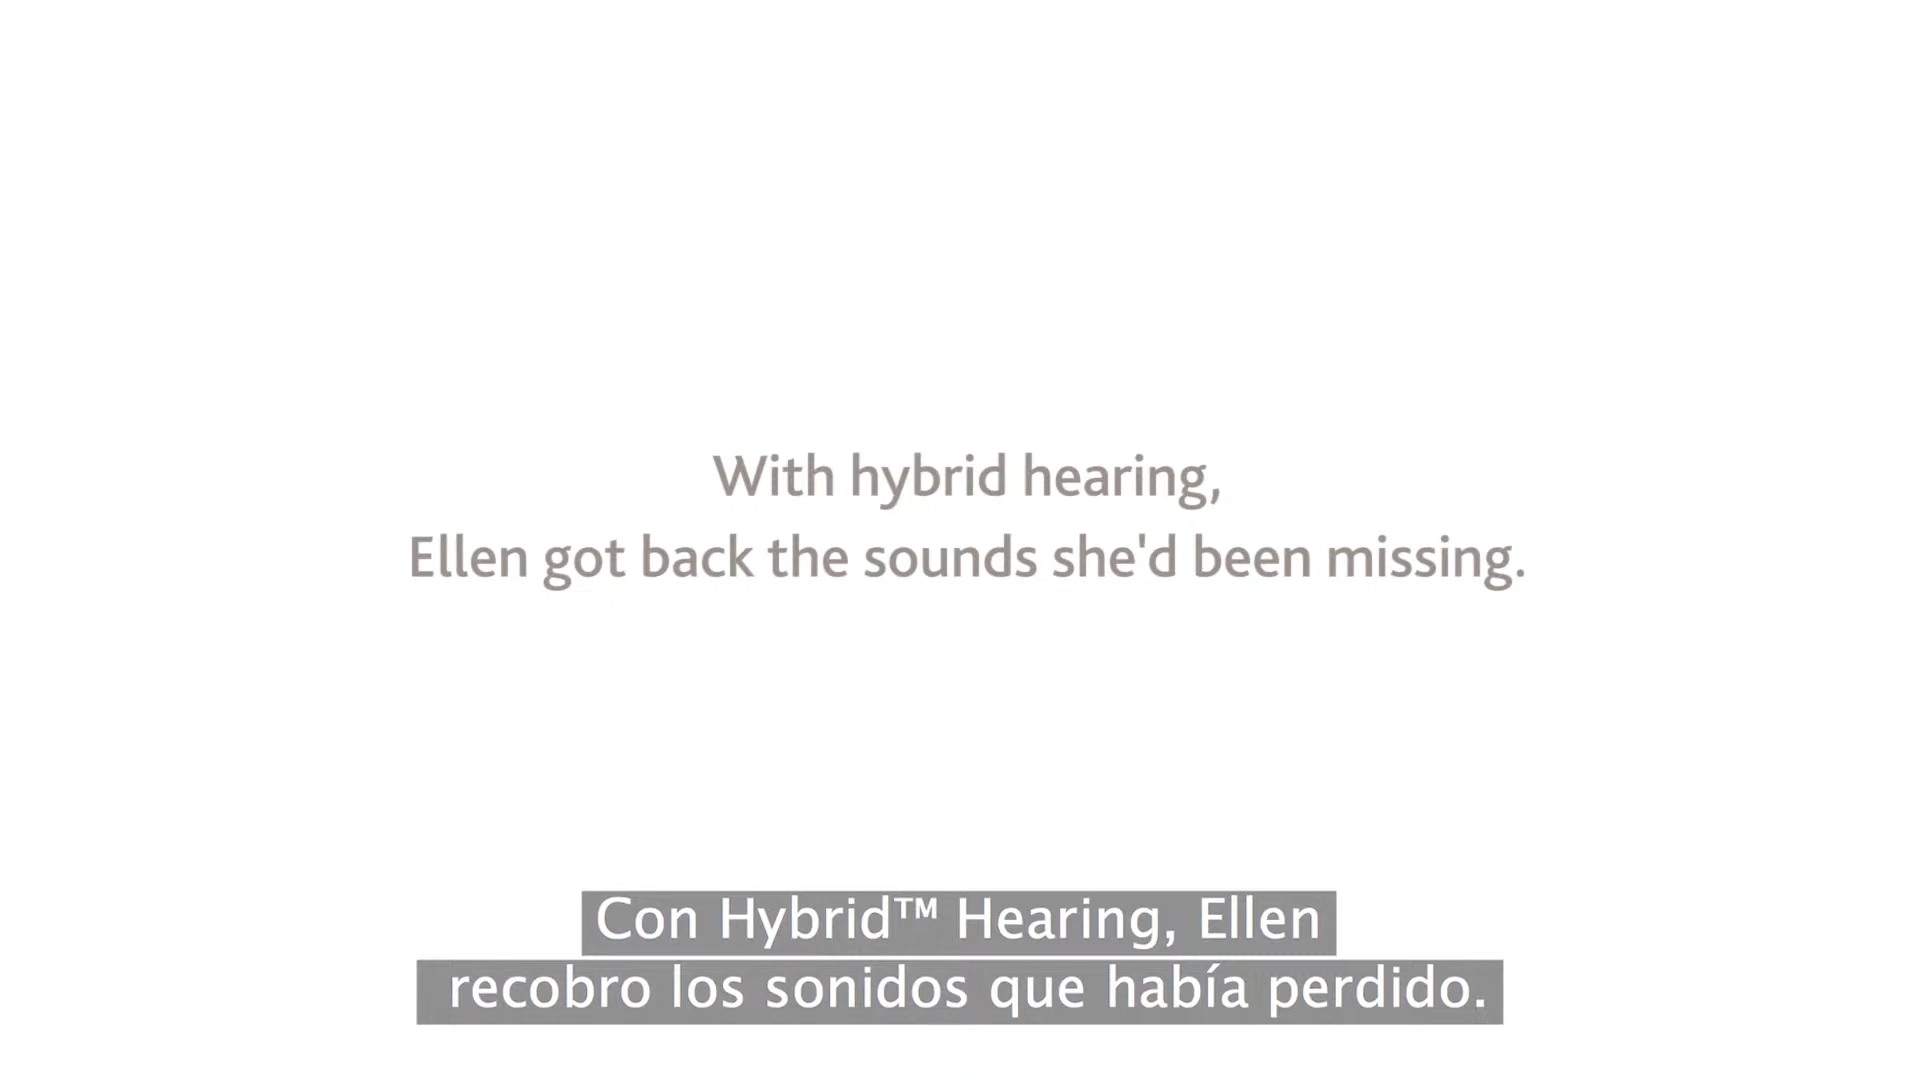 With hybrid hearing,
Ellen got back the sounds she'd been missing.
Con Hybrid™ Hearing, Ellen
recobro los sonidos que había perdido.